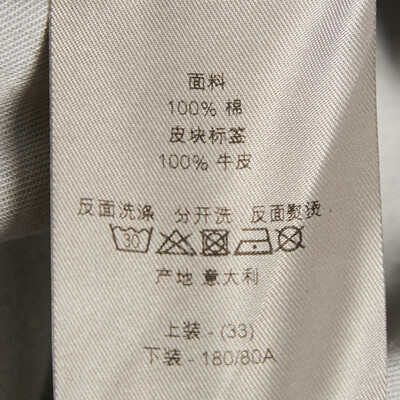 面料
100% 棉
皮块标签
100% 牛皮
反面洗涤 分开洗 反面熨烫
30
产地 意大利
上装 - (33)
下装 - 180/80A